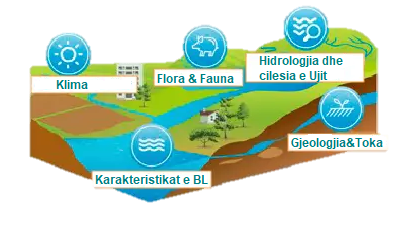 Klima
Flora & Fauna
Hidrologjia dhe
cilesia e Ujit
Gjeologjia&Toka
Karakteristikat e BL